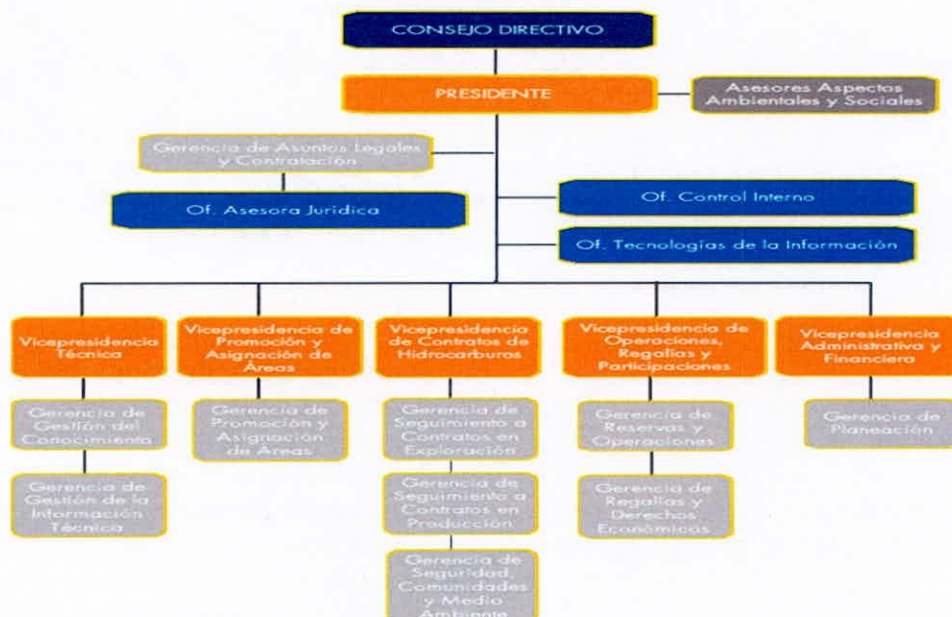 CONSEJO DIRECTIVO
PRESIDENTE
Asesores Aspectos
Ambientales y Sociales
Gerencia de Asuntos Legales
y Contratación
Of. Asesora Jurídica
Of. Control Interno
Of. Tecnologías de la Información
Vicepresidencia
Técnica
Gerencia de
Gestión del
Conocimiento
Gerencia de
Gestión de la
Información
Técnica
Vicepresidencia de
Promoción y
Asignación de
Áreas
Gerencia de
Promoción y
Asignación
de Areas
Vicepresidencia
de Contratos de
Hidrocarburos
Gerencia de
Seguimiento a
Contratos en
Exploración
Gerencia de
Seguimiento a
Contratos en
Producción
Gerencia de
Seguridad,
Comunidades
y Medio
Ambiente
Vicepresidencia de
Operaciones,
Regalías y
Participaciones
Gerencia de
Reservas y
Operaciones
Gerencia de
Regalías y
Derechos
Económicos
Vicepresidencia
Administrativa y
Financiera
Gerencia de
Planeación